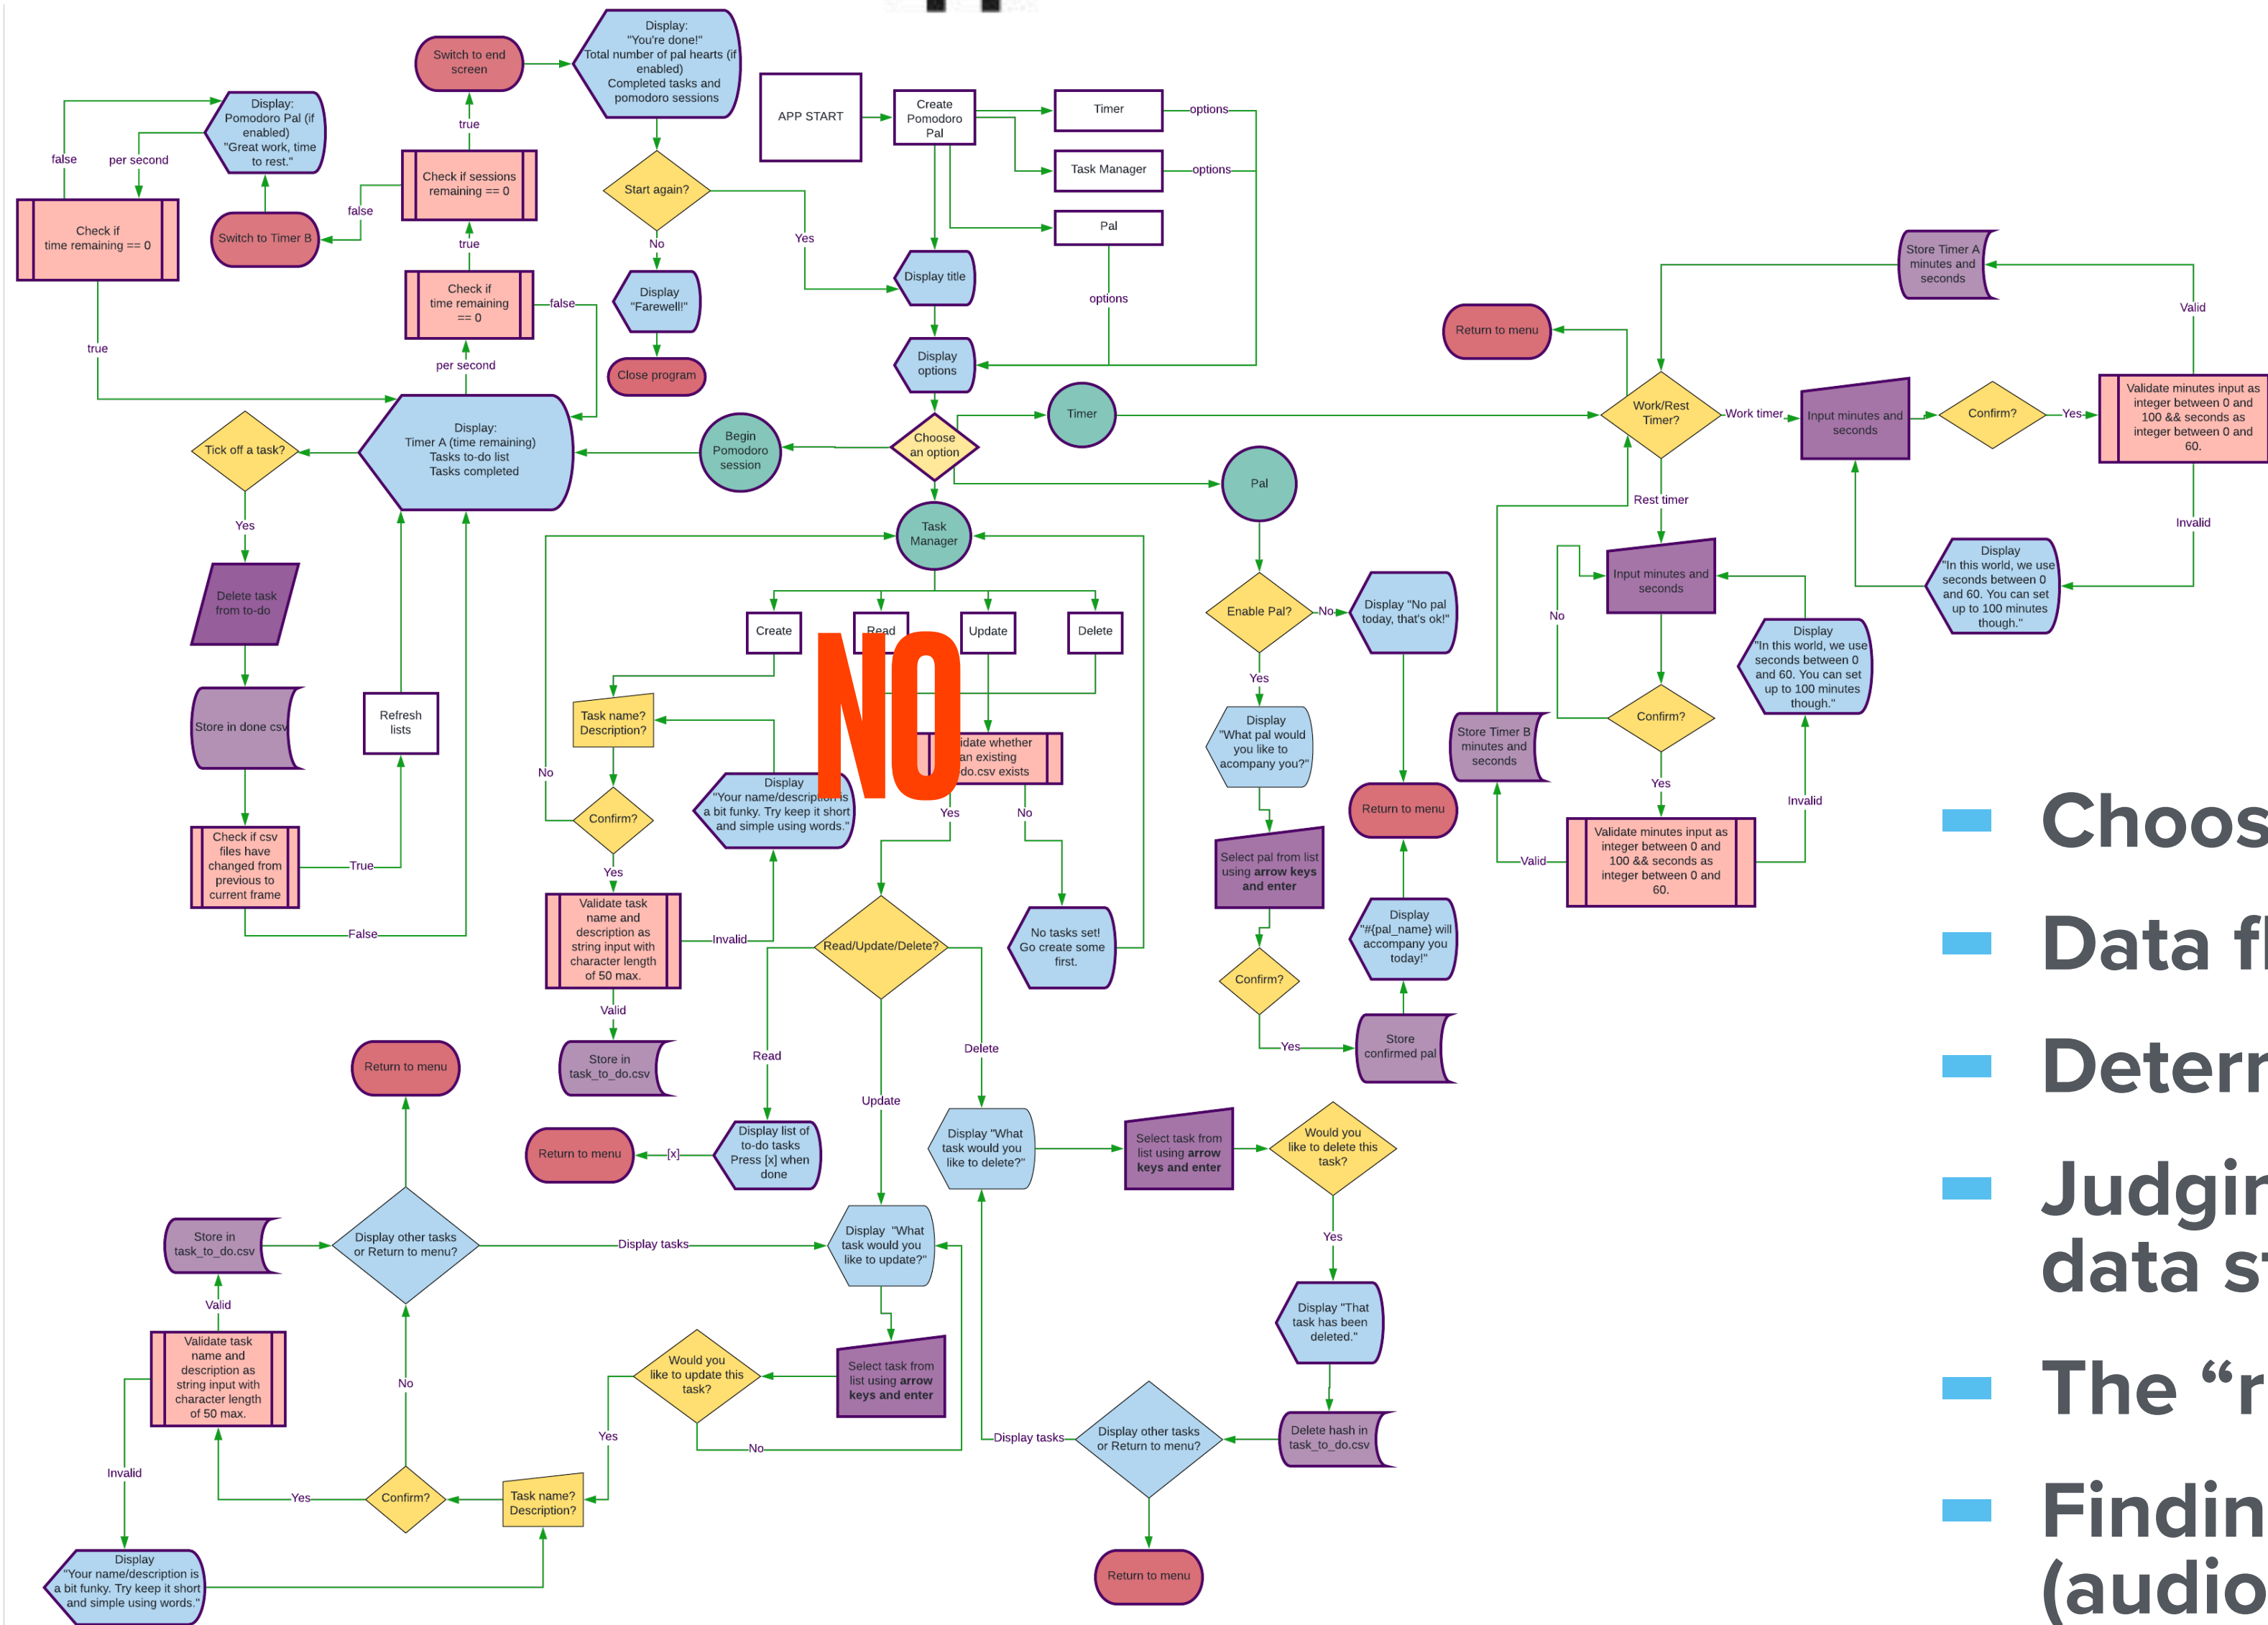 Switch to end
screen
Display:
"You're done!"
Total number of pal hearts (if
enabled)
Completed tasks and
pomodoro sessions
Display:
Pomodoro Pal (if
enabled)
"Great work, time
to rest."
false
per second
true
Check if sessions
remaining == 0
false
Check if
time remaining == 0
Switch to Timer B
true
Check if
time remaining
== 0
false
true
per second
Start again?
Yes
No
Display
"Farewell!"
Close program
APP START
Create
Pomodoro
Pal
Timer
options
Task Manager
options
Pal
options
Display title
Display
options
Choose
an option
Timer
Begin
Pomodoro
session
Pal
Task
Manager
Display:
Timer A (time remaining)
Tasks to-do list
Tasks completed
Tick off a task?
Yes
Delete task
from to-do
Store in done csv
Refresh
lists
Check if csv
files have
changed from
previous to
current frame
True
False
Create
Read
Update
Delete
NO
Task name?
Description?
No
Confirm?
Yes
Display
"Your name/description is
a bit funky. Try keep it short
and simple using words."
Validate task
name and
description as
string input with
character length
of 50 max.
Invalid
Valid
Store in
task_to_do.csv
whether
an existing
do.csv exists
Yes
No
Read/Update/Delete?
No tasks set!
Go create some
first.
Read
Update
Delete
Enable Pal?
No
Display "No pal
today, that's ok!"
Yes
Display
"What pal would
you like to
acompany you?"
Return to menu
Select pal from list
using arrow keys
and enter
Display
"#{pal_name} will
accompany you
today!"
Confirm?
Yes
Store
confirmed pal
Store Timer A
minutes and
seconds
Return to menu
Valid
Work/Rest
Timer?
Work timer
Input minutes and
seconds
Confirm?
Yes
Validate minutes input as
integer between 0 and
100 && seconds as
integer between 0 and
60.
Rest timer
Invalid
Display
"In this world, we use
seconds between 0
and 60. You can set
up to 100 minutes
though."
Input minutes and
seconds
No
Display
"In this world, we use
seconds between 0
and 60. You can set
up to 100 minutes
though."
Confirm?
Store Timer B
minutes and
seconds
Yes
Invalid
Valid
Validate minutes input as
integer between 0 and
100 && seconds as
integer between 0 and
60.
Return to menu
Return to menu
[x]
Display list of
to-do tasks
Press [x] when
done
Display "What
task would you
like to delete?"
Select task from
list using arrow
keys and enter
Would you
like to delete this
task?
Yes
Display "That
task has been
deleted."
Delete hash in
task_to_do.csv
Display other tasks
or Return to menu?
Display tasks
Return to menu
Store in
task_to_do.csv
Display other tasks
or Return to menu?
Display tasks
Display "What
task would you
like to update?"
Valid
Validate task
name and
description as
string input with
character length
of 50 max.
No
Would you
like to update this
task?
Select task from
list using arrow
keys and enter
Yes
No
Invalid
Yes
Confirm?
Task name?
Description?
Display
"Your name/description is
a bit funky. Try keep it short
and simple using words."
Choos
Data
Judgin
data
The "r
Findin
(audio